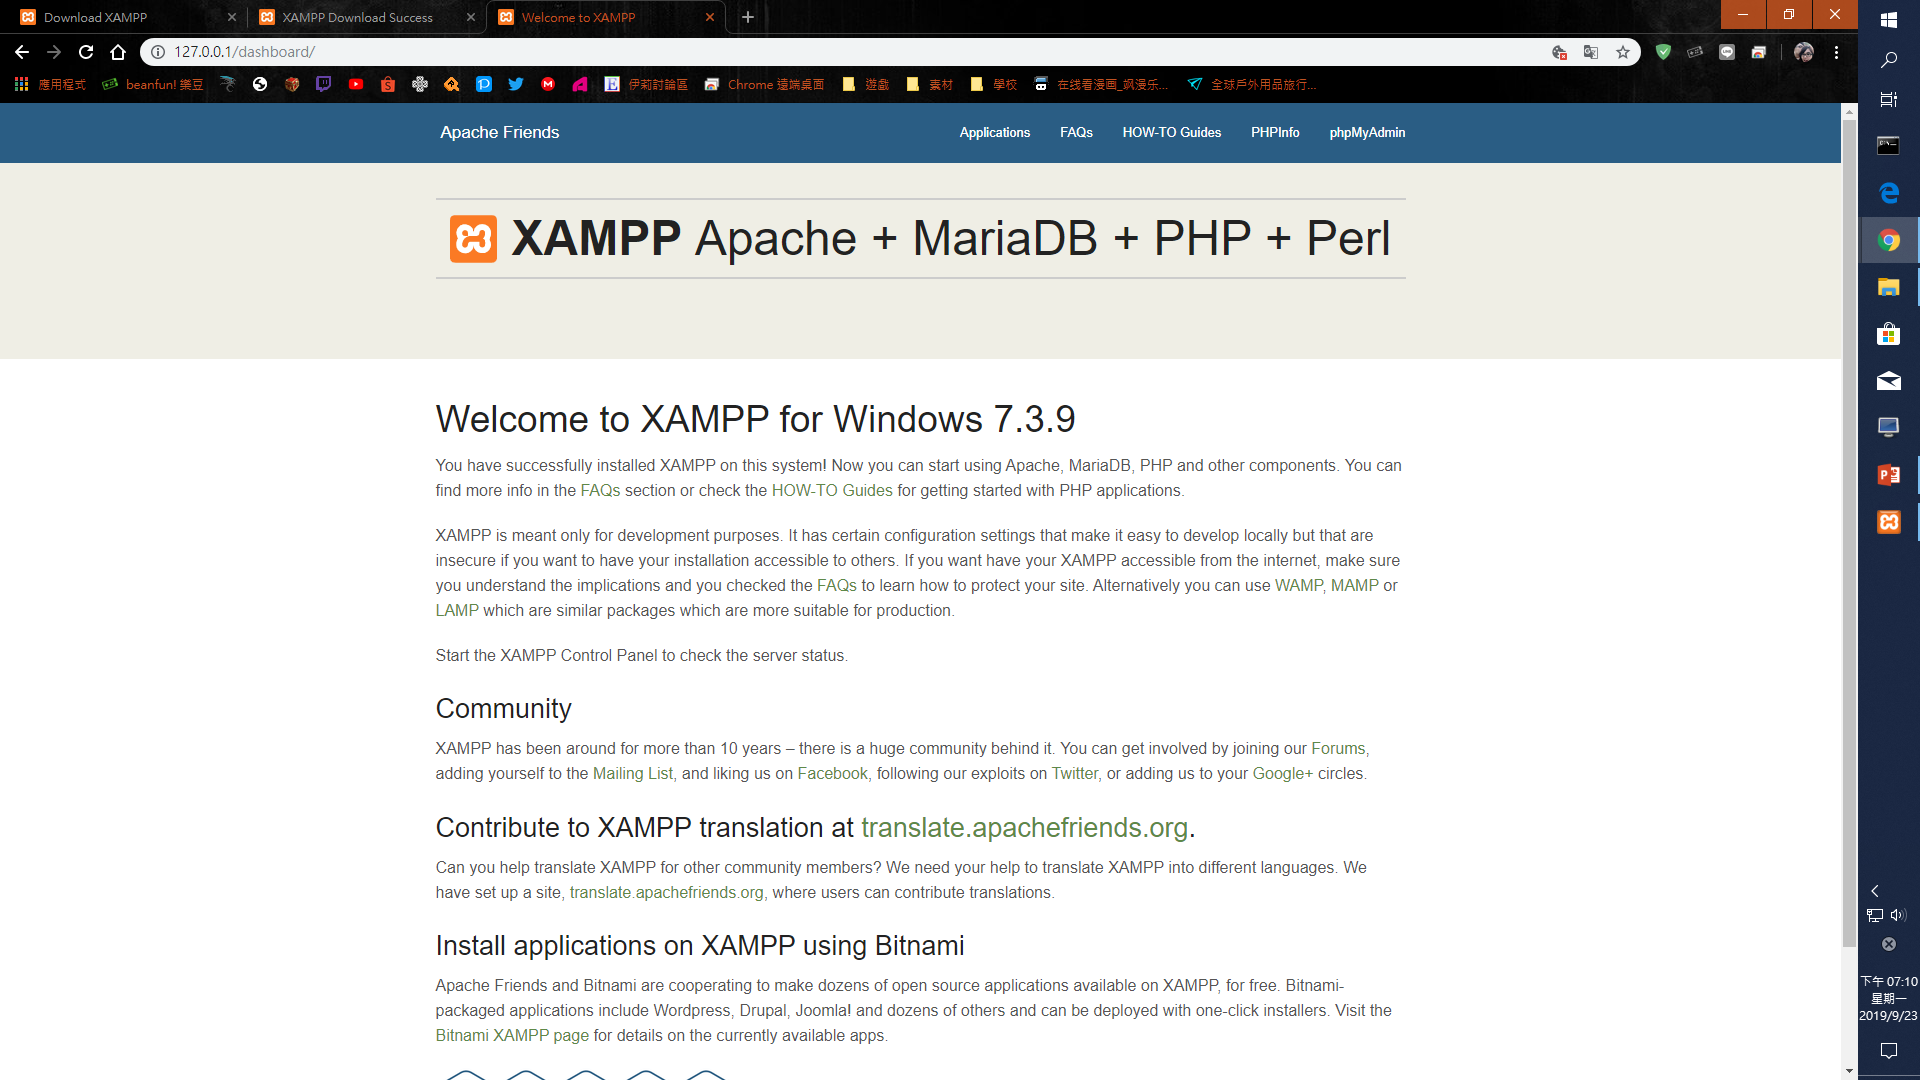 Download XAMPP
XAMPP Download Success
Welcome to XAMPP
127.0.0.1/dashboard/
應用程式
beanfun! 樂豆
伊莉討論區
Chrome 遠端桌面
遊戲
素材
學校
在线看漫画_飒漫乐...
全球戶外用品旅行...
Apache Friends
Applications
FAQs
HOW-TO Guides
PHPInfo
phpMyAdmin
XAMPP Apache + MariaDB + PHP + Perl
Welcome to XAMPP for Windows 7.3.9
You have successfully installed XAMPP on this system! Now you can start using Apache, MariaDB, PHP and other components. You can
find more info in the FAQs section or check the HOW-TO Guides for getting started with PHP applications.
XAMPP is meant only for development purposes. It has certain configuration settings that make it easy to develop locally but that are
insecure if you want to have your installation accessible to others. If you want have your XAMPP accessible from the internet, make sure
you understand the implications and you checked the FAQs to learn how to protect your site. Alternatively you can use WAMP, MAMP or
LAMP which are similar packages which are more suitable for production.
Start the XAMPP Control Panel to check the server status.
Community
XAMPP has been around for more than 10 years – there is a huge community behind it. You can get involved by joining our Forums,
adding yourself to the Mailing List, and liking us on Facebook, following our exploits on Twitter, or adding us to your Google+ circles.
Contribute to XAMPP translation at translate.apachefriends.org.
Can you help translate XAMPP for other community members? We need your help to translate XAMPP into different languages. We
have set up a site, translate.apachefriends.org, where users can contribute translations.
Install applications on XAMPP using Bitnami
Apache Friends and Bitnami are cooperating to make dozens of open source applications available on XAMPP, for free. Bitnami-
packaged applications include Wordpress, Drupal, Joomla! and dozens of others and can be deployed with one-click installers. Visit the
Bitnami XAMPP page for details on the currently available apps.
下午 07:10
星期一
2019/9/23